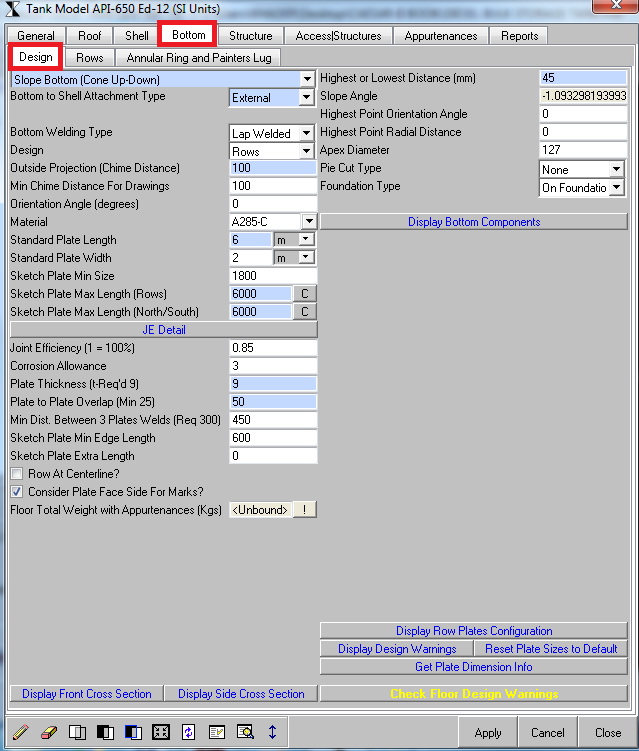 Tank Model API-650 Ed-12 (SI Units)
General Roof Shell Bottom Structure Access|Structures Appurtenances Reports
Design Rows Annular Ring and Painters Lug
Slope Bottom (Cone Up-Down)
Bottom to Shell Attachment Type External
Bottom Welding Type Lap Welded
Design Rows
Outside Projection (Chime Distance) 100
Min Chime Distance For Drawings 100
Orientation Angle (degrees) 0
Material A285-C
Standard Plate Length 6 m
Standard Plate Width 2 m
Sketch Plate Min Size 1800
Sketch Plate Max Length (Rows) 6000 C
Sketch Plate Max Length (North/South) 6000 C
JE Detail
Joint Efficiency (1 = 100%) 0.85
Corrosion Allowance 3
Plate Thickness (t-Req'd 9) 9
Plate to Plate Overlap (Min 25) 50
Min Dist. Between 3 Plates Welds (Req 300) 450
Sketch Plate Min Edge Length 600
Sketch Plate Extra Length 0
Row At Centerline?
Consider Plate Face Side For Marks?
Floor Total Weight with Appurtenances (Kgs) <Unbound> !
Highest or Lowest Distance (mm) 45
Slope Angle -1.093298193993
Highest Point Orientation Angle 0
Highest Point Radial Distance 0
Apex Diameter 127
Pie Cut Type None
Foundation Type On Foundatio
Display Bottom Components
Display Row Plates Configuration
Display Design Warnings Reset Plate Sizes to Default
Get Plate Dimension Info
Display Front Cross Section Display Side Cross Section Check Floor Design Warnings
Apply Cancel Close